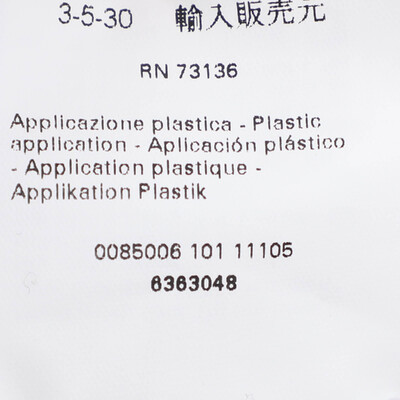 3-5-30 輸入販売元
RN 73136
Applicazione plastica - Plastic
application - Aplicación plástico
- Application plastique -
Applikation Plastik
0085006 101 11105
6363048